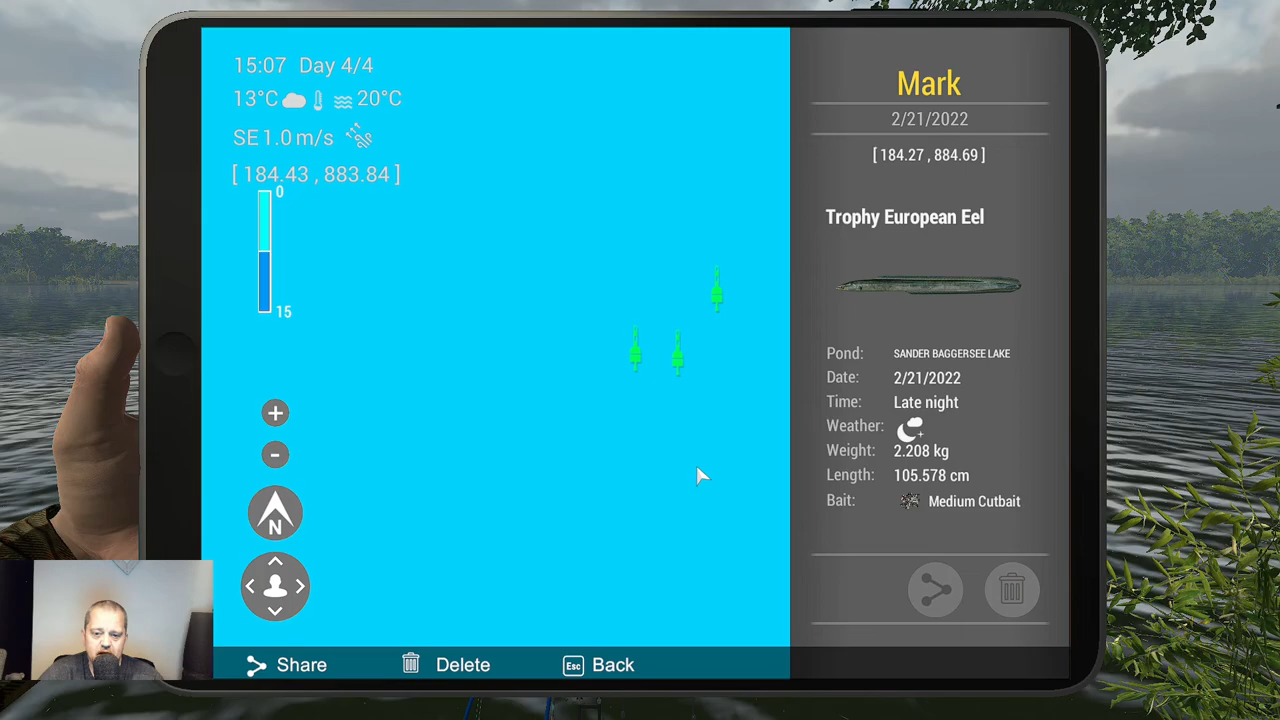 15:07 Day 4/4
13°C 20°C
SE 1.0 m/s
[ 184.43 , 883.84 ]
0
15
+
-
N
Share
Delete
Esc Back
Mark
2/21/2022
[ 184.27 , 884.69 ]
Trophy European Eel
Pond: SANDER BAGGERSEE LAKE
Date: 2/21/2022
Time: Late night
Weather:
Weight: 2.208 kg
Length: 105.578 cm
Bait: Medium Cutbait